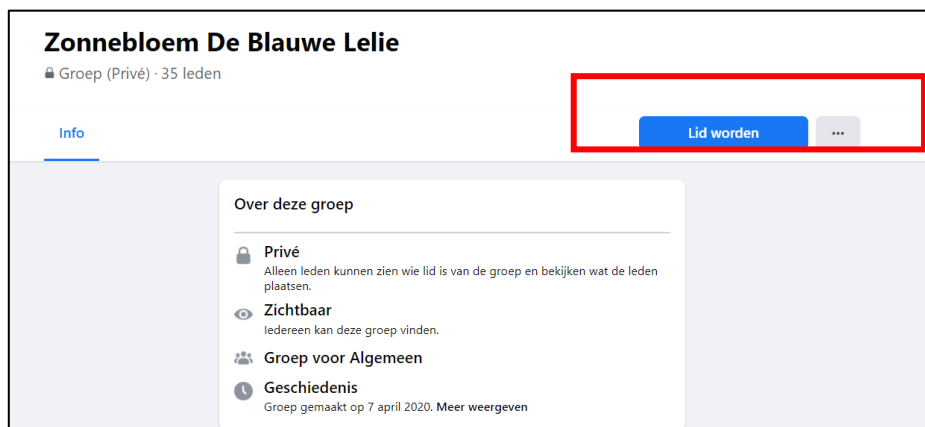 Zonnebloem De Blauwe Lelie
Groep (Privé) · 35 leden
Info
Lid worden
...
Over deze groep
Privé
Alleen leden kunnen zien wie lid is van de groep en bekijken wat de leden
plaatsen.
Zichtbaar
Iedereen kan deze groep vinden.
Groep voor Algemeen
Geschiedenis
Groep gemaakt op 7 april 2020. Meer weergeven